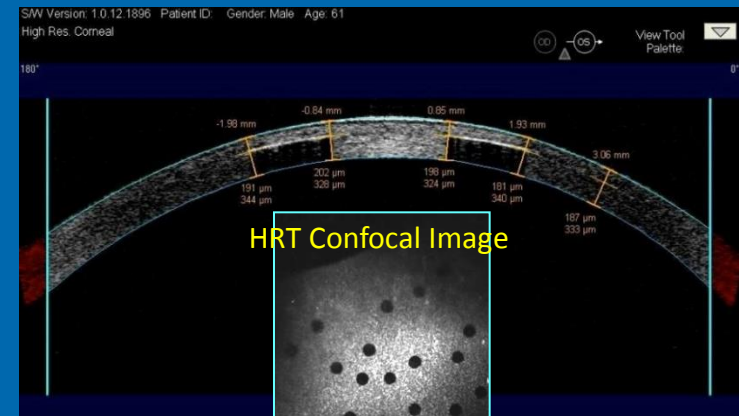 S/W Version: 1.0.12.1896 Patient ID: Gender: Male Age: 61
High Res. Corneal
OD OS
View Tool
Palette:
180°
0°
-1.98 mm
-0.84 mm
0.85 mm
1.93 mm
3.06 mm
191 µm
344 µm
202 µm
328 µm
198 µm
324 µm
181 µm
340 µm
187 µm
333 µm
HRT Confocal Image